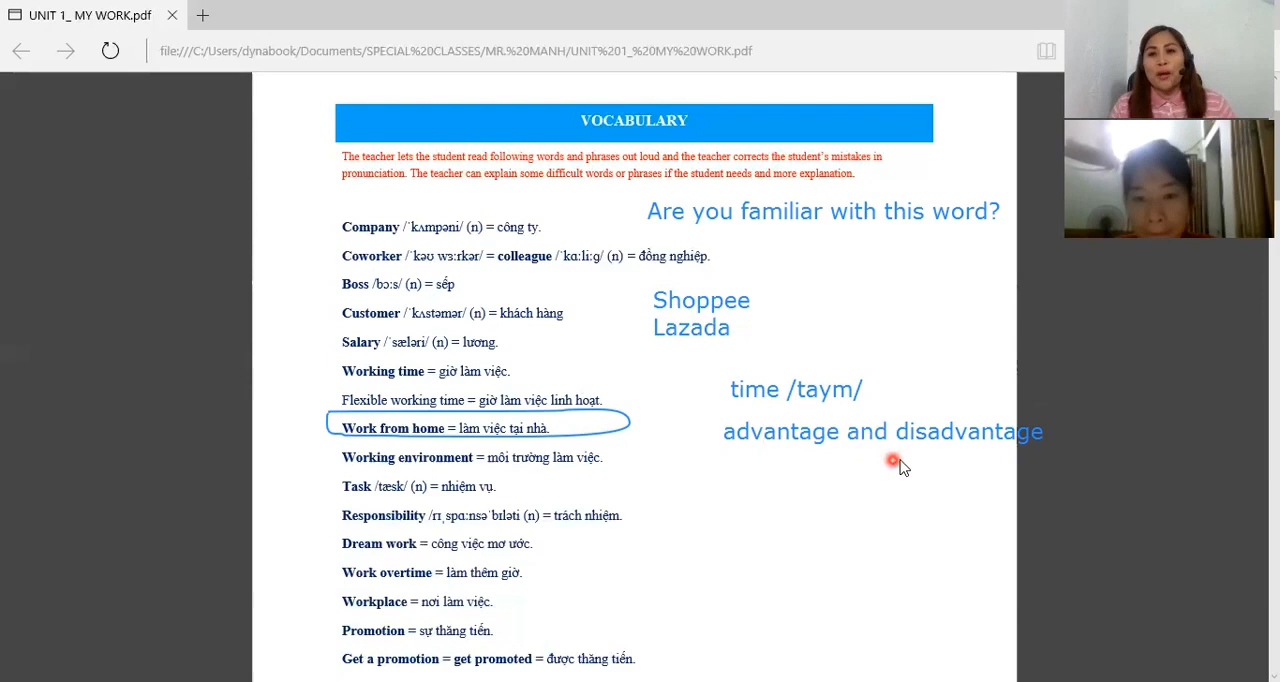 UNIT 1_ MY WORK.pdf
file:///C:/Users/dynabook/Documents/SPECIAL%20CLASSES/MR.%20MANH/UNIT%201_%20MY%20WORK.pdf
VOCABULARY
The teacher lets the student read following words and phrases out loud and the teacher corrects the student's mistakes in
pronunciation. The teacher can explain some difficult words or phrases if the student needs and more explanation.
Are you familiar with this word?
Company /ˈkʌmpəni/ (n) = công ty.
Coworker /ˈkəʊ wɜːrkər/ = colleague /ˈkɑːliːɡ/ (n) = đồng nghiệp.
Boss /bɔːs/ (n) = sếp
Shoppee
Customer /ˈkʌstəmər/ (n) = khách hàng
Lazada
Salary /ˈsæləri/ (n) = lương.
Working time = giờ làm việc.
time /taym/
Flexible working time = giờ làm việc linh hoạt.
Work from home = làm việc tại nhà.
advantage and disadvantage
Working environment = môi trường làm việc.
Task /tæsk/ (n) = nhiệm vụ.
Responsibility /rɪˌspɑːnsəˈbɪləti (n) = trách nhiệm.
Dream work = công việc mơ ước.
Work overtime = làm thêm giờ.
Workplace = nơi làm việc.
Promotion = sự thăng tiến.
Get a promotion = get promoted = được thăng tiến.